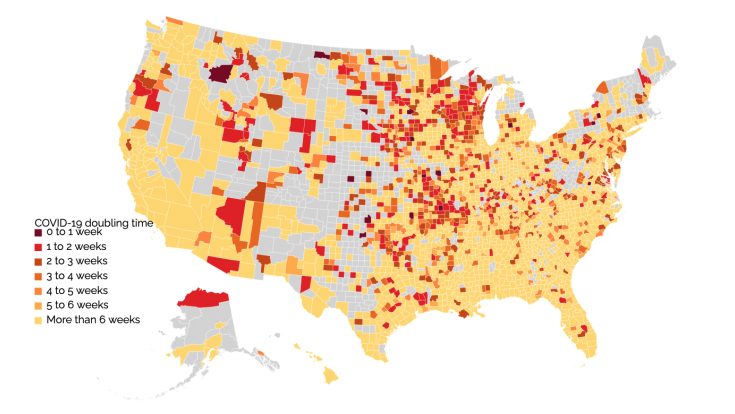 COVID-19 doubling time
0 to 1 week
1 to 2 weeks
2 to 3 weeks
3 to 4 weeks
4 to 5 weeks
5 to 6 weeks
More than 6 weeks